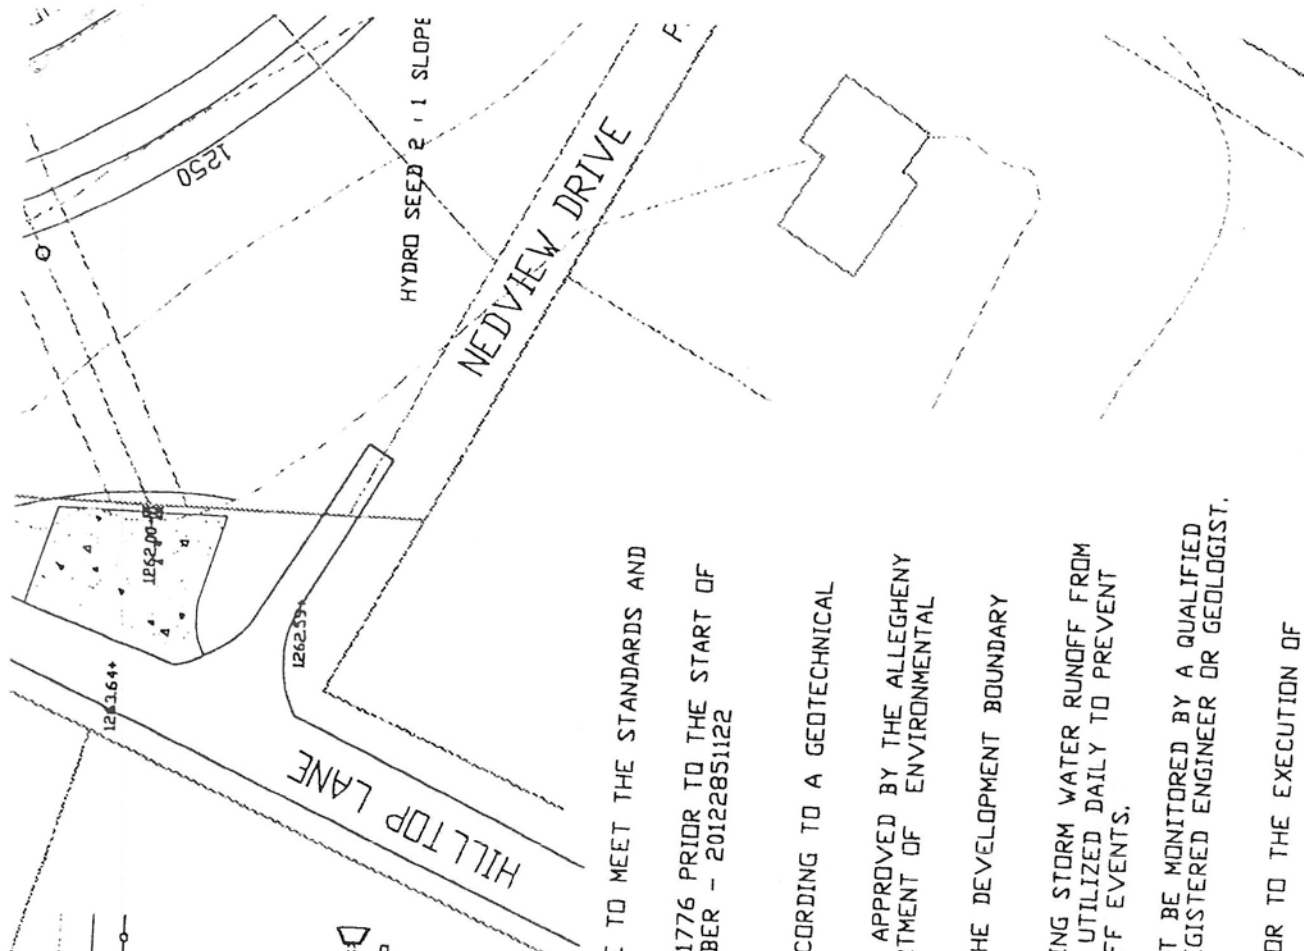 HYDRO SEED 2 : 1 SLOPE
1250
NEDVIEW DRIVE
1262.00
1263.64+
1262.59+
HILLTOP LANE
TO MEET THE STANDARDS AND
1776 PRIOR TO THE START OF
BER - 20122851122
CORDING TO A GEOTECHNICAL
APPROVED BY THE ALLEGHENY
TMENT OF ENVIRONMENTAL
HE DEVELOPMENT BOUNDARY
ING STORM WATER RUNOFF FROM
UTILIZED DAILY TO PREVENT
FF EVENTS.
T BE MONITORED BY A QUALIFIED
GISTERED ENGINEER OR GEOLOGIST.
OR TO THE EXECUTION OF